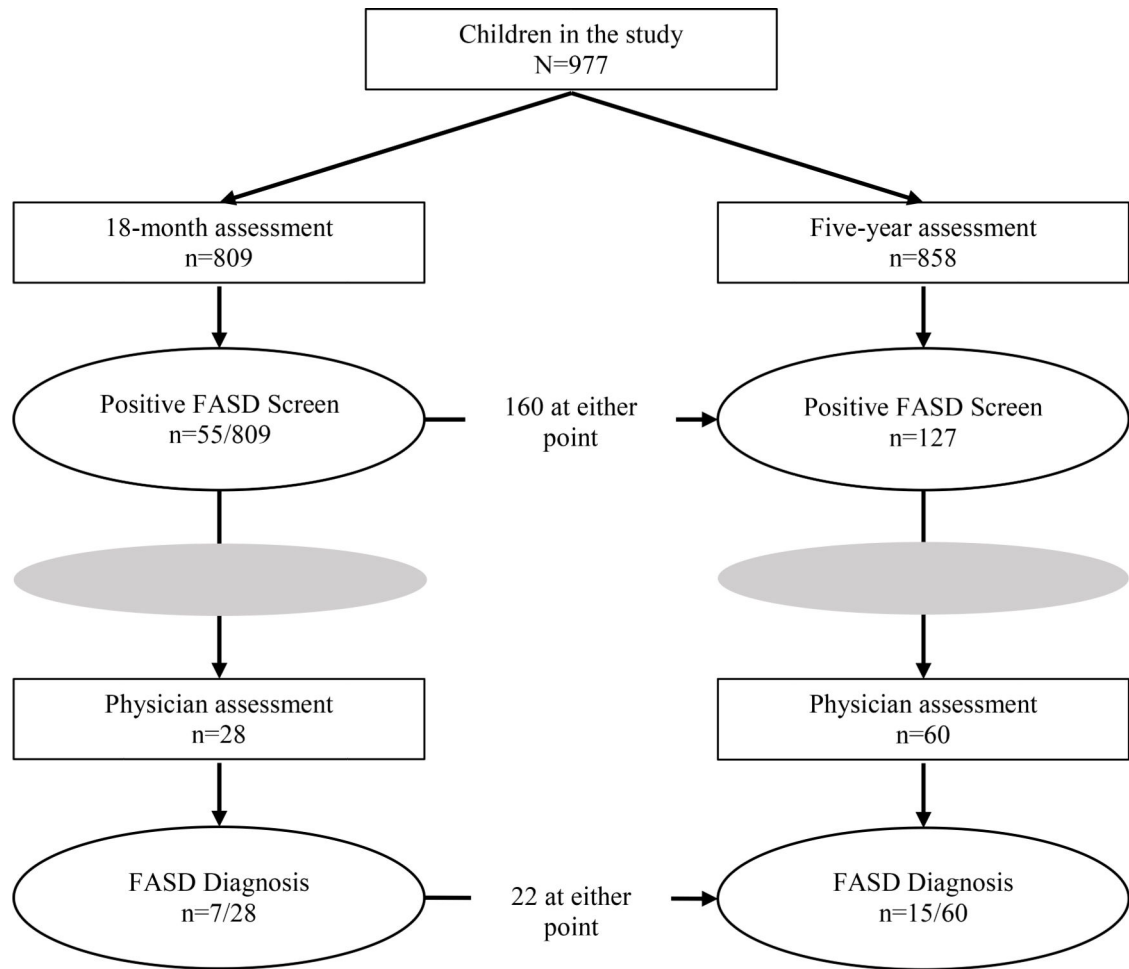 Children in the study
N=977
18-month assessment
n=809
Five-year assessment
n=858
Positive FASD Screen
n=55/809
160 at either
point
Positive FASD Screen
n=127
Physician assessment
n=28
Physician assessment
n=60
FASD Diagnosis
n=7/28
22 at either
point
FASD Diagnosis
n=15/60